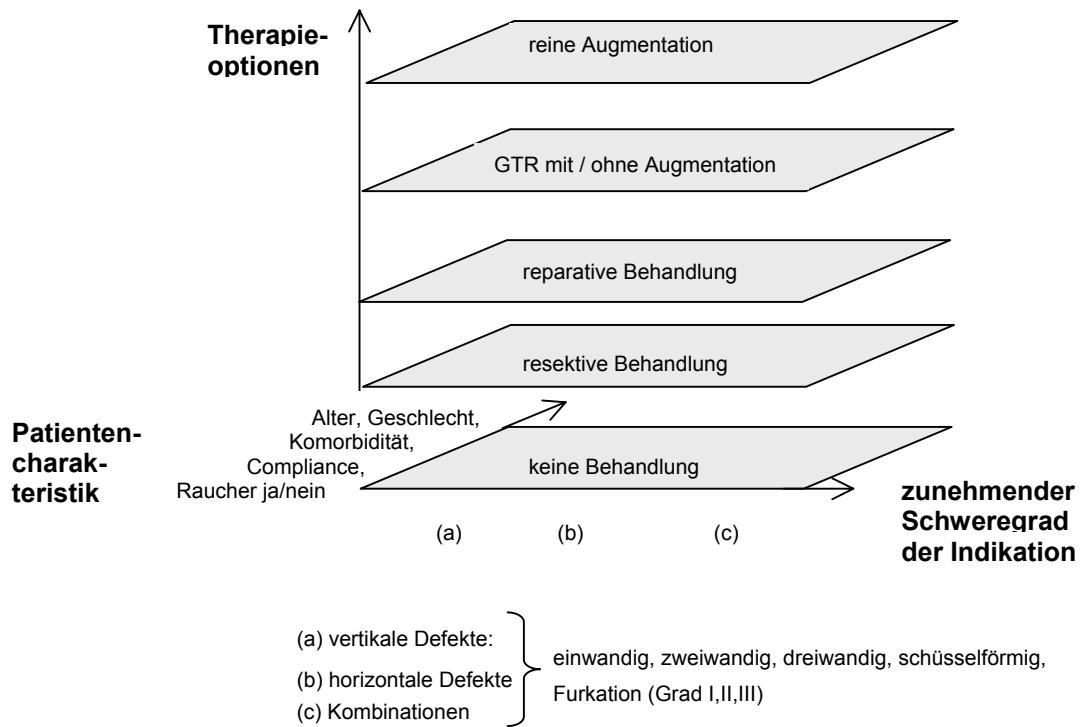 Therapie-
optionen
reine Augmentation
GTR mit / ohne Augmentation
reparative Behandlung
resektive Behandlung
Alter, Geschlecht,
Komorbidität,
Compliance,
Raucher ja/nein
Patienten-
charak-
teristik
keine Behandlung
zunehmender
Schweregrad
der Indikation
(a) (b) (c)
(a) vertikale Defekte:
(b) horizontale Defekte
(c) Kombinationen
einwandig, zweiwandig, dreiwandig, schüsselförmig,
Furkation (Grad I,II,III)